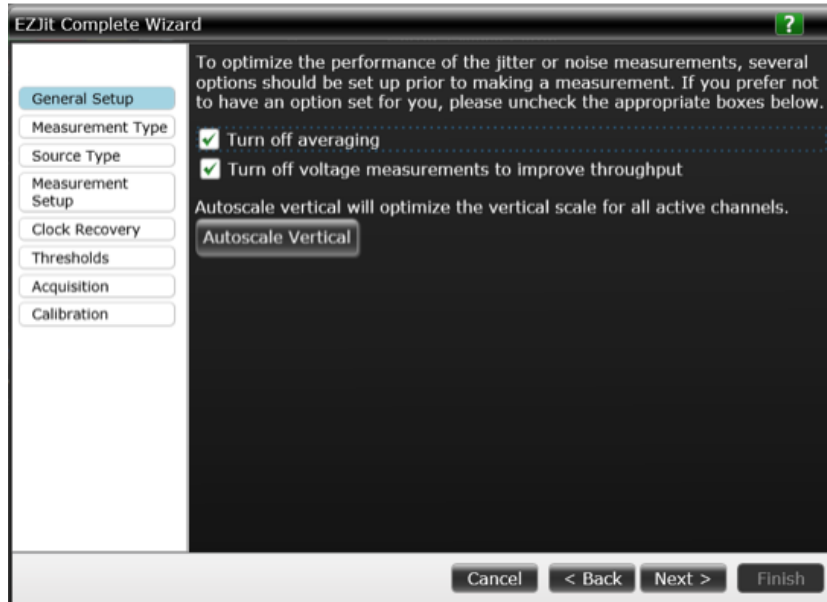 EZJit Complete Wizard
?
General Setup
Measurement Type
Source Type
Measurement
Setup
Clock Recovery
Thresholds
Acquisition
Calibration
To optimize the performance of the jitter or noise measurements, several
options should be set up prior to making a measurement. If you prefer not
to have an option set for you, please uncheck the appropriate boxes below.
Turn off averaging
Turn off voltage measurements to improve throughput
Autoscale vertical will optimize the vertical scale for all active channels.
Autoscale Vertical
Cancel
< Back
Next >
Finish